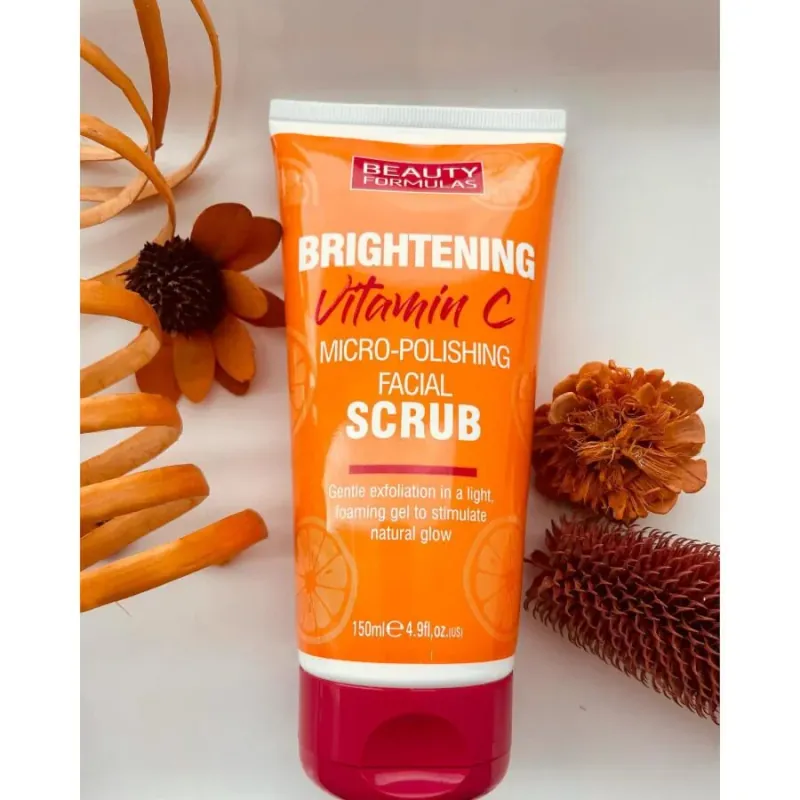 BEAUTY
FORMULAS
BRIGHTENING
Vitamin C
MICRO-POLISHING
FACIAL
SCRUB
Gentle exfoliation in a light,
foaming gel to stimulate
natural glow
150ml℮4.9fl.oz.(US)